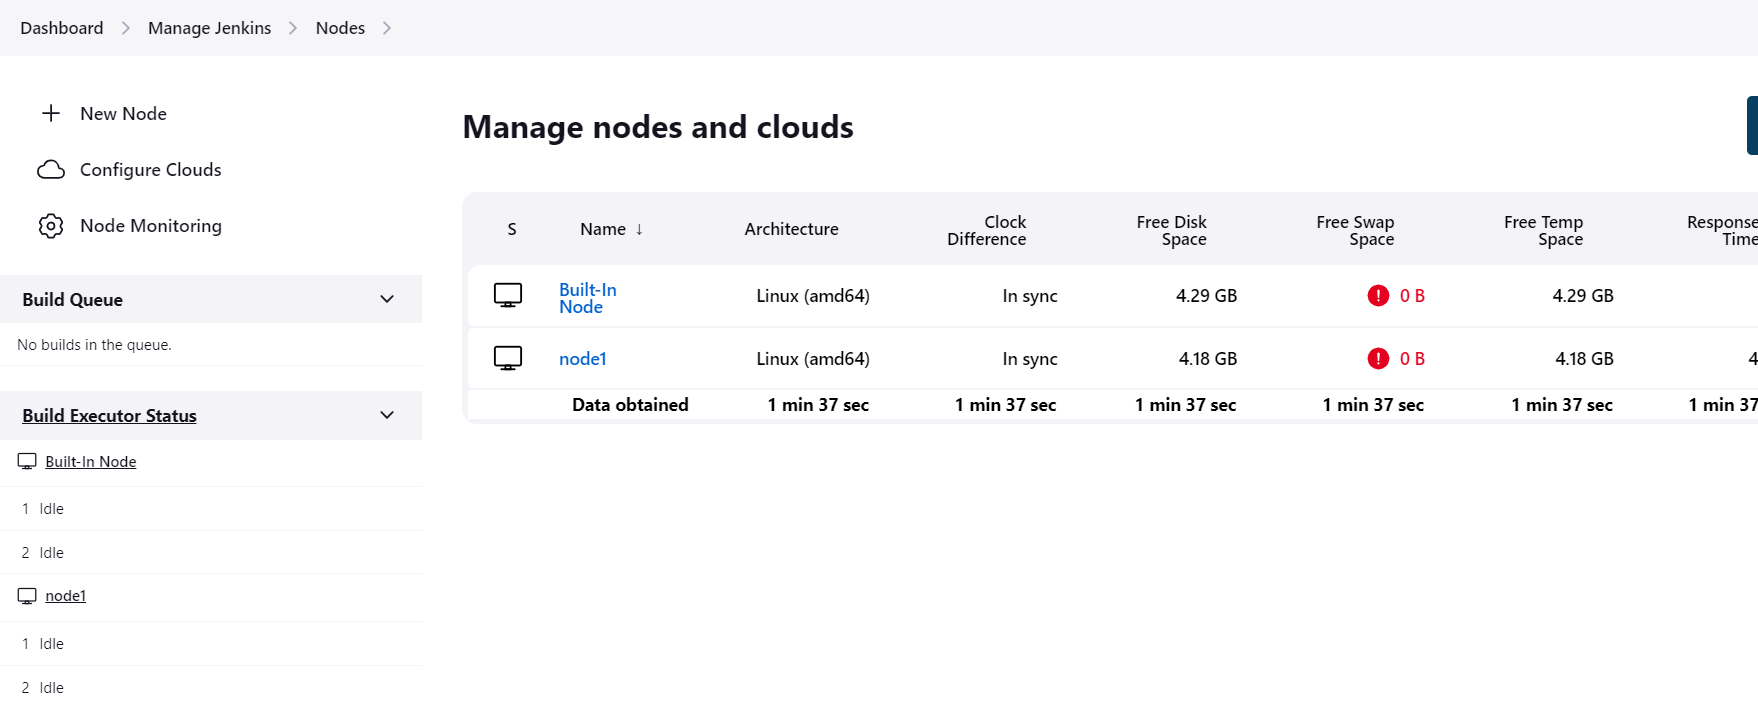 Dashboard > Manage Jenkins > Nodes >
New Node
Configure Clouds
Node Monitoring
Build Queue
No builds in the queue.
Build Executor Status
Built-In Node
1 Idle
2 Idle
node1
1 Idle
2 Idle
Manage nodes and clouds
S Name ↓ Architecture Clock Difference Free Disk Space Free Swap Space Free Temp Space Response Time
Built-In Node Linux (amd64) In sync 4.29 GB 0 B 4.29 GB
node1 Linux (amd64) In sync 4.18 GB 0 B 4.18 GB 4
Data obtained 1 min 37 sec 1 min 37 sec 1 min 37 sec 1 min 37 sec 1 min 37 sec 1 min 37